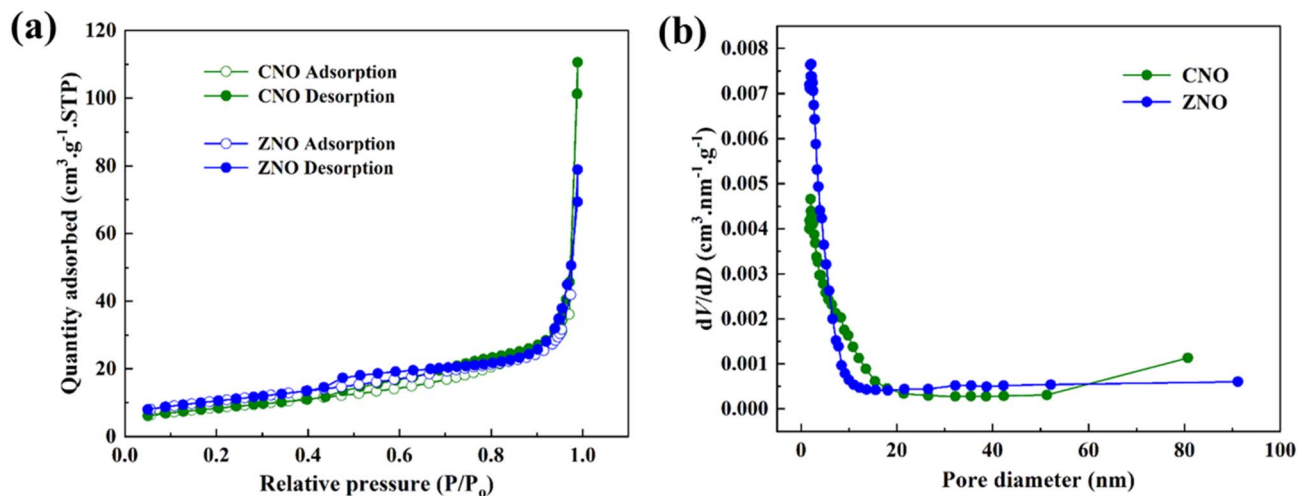 (a)
120
100
80
60
40
20
0
Quantity adsorbed (cm³.g⁻¹.STP)
CNO Adsorption
CNO Desorption
ZNO Adsorption
ZNO Desorption
0.0 0.2 0.4 0.6 0.8 1.0
Relative pressure (P/P₀)
(b)
0.008
0.007
0.006
0.005
0.004
0.003
0.002
0.001
0.000
dV/dD (cm³.nm⁻¹.g⁻¹)
CNO
ZNO
0 20 40 60 80 100
Pore diameter (nm)